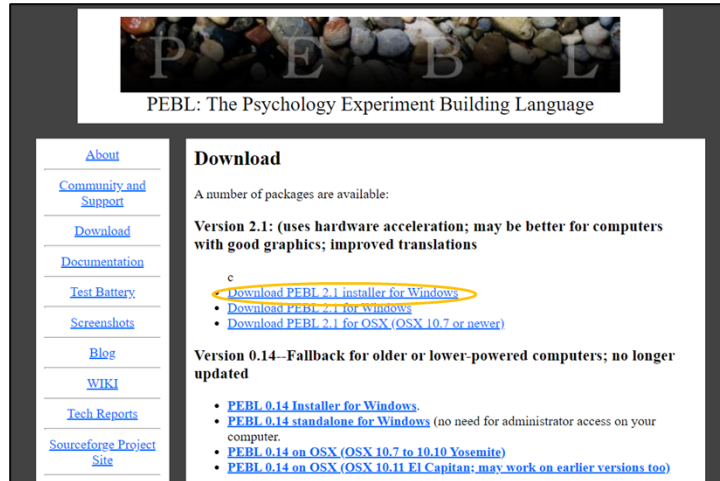 P E B L
PEBL: The Psychology Experiment Building Language
About
Community and
Support
Download
Documentation
Test Battery
Screenshots
Blog
WIKI
Tech Reports
Sourceforge Project
Site
Download
A number of packages are available:
Version 2.1: (uses hardware acceleration; may be better for computers
with good graphics; improved translations
c
• Download PEBL 2.1 installer for Windows
• Download PEBL 2.1 for Windows
• Download PEBL 2.1 for OSX (OSX 10.7 or newer)
Version 0.14--Fallback for older or lower-powered computers; no longer
updated
• PEBL 0.14 Installer for Windows.
• PEBL 0.14 standalone for Windows (no need for administrator access on your
computer.
• PEBL 0.14 on OSX (OSX 10.7 to 10.10 Yosemite)
• PEBL 0.14 on OSX (OSX 10.11 El Capitan; may work on earlier versions too)